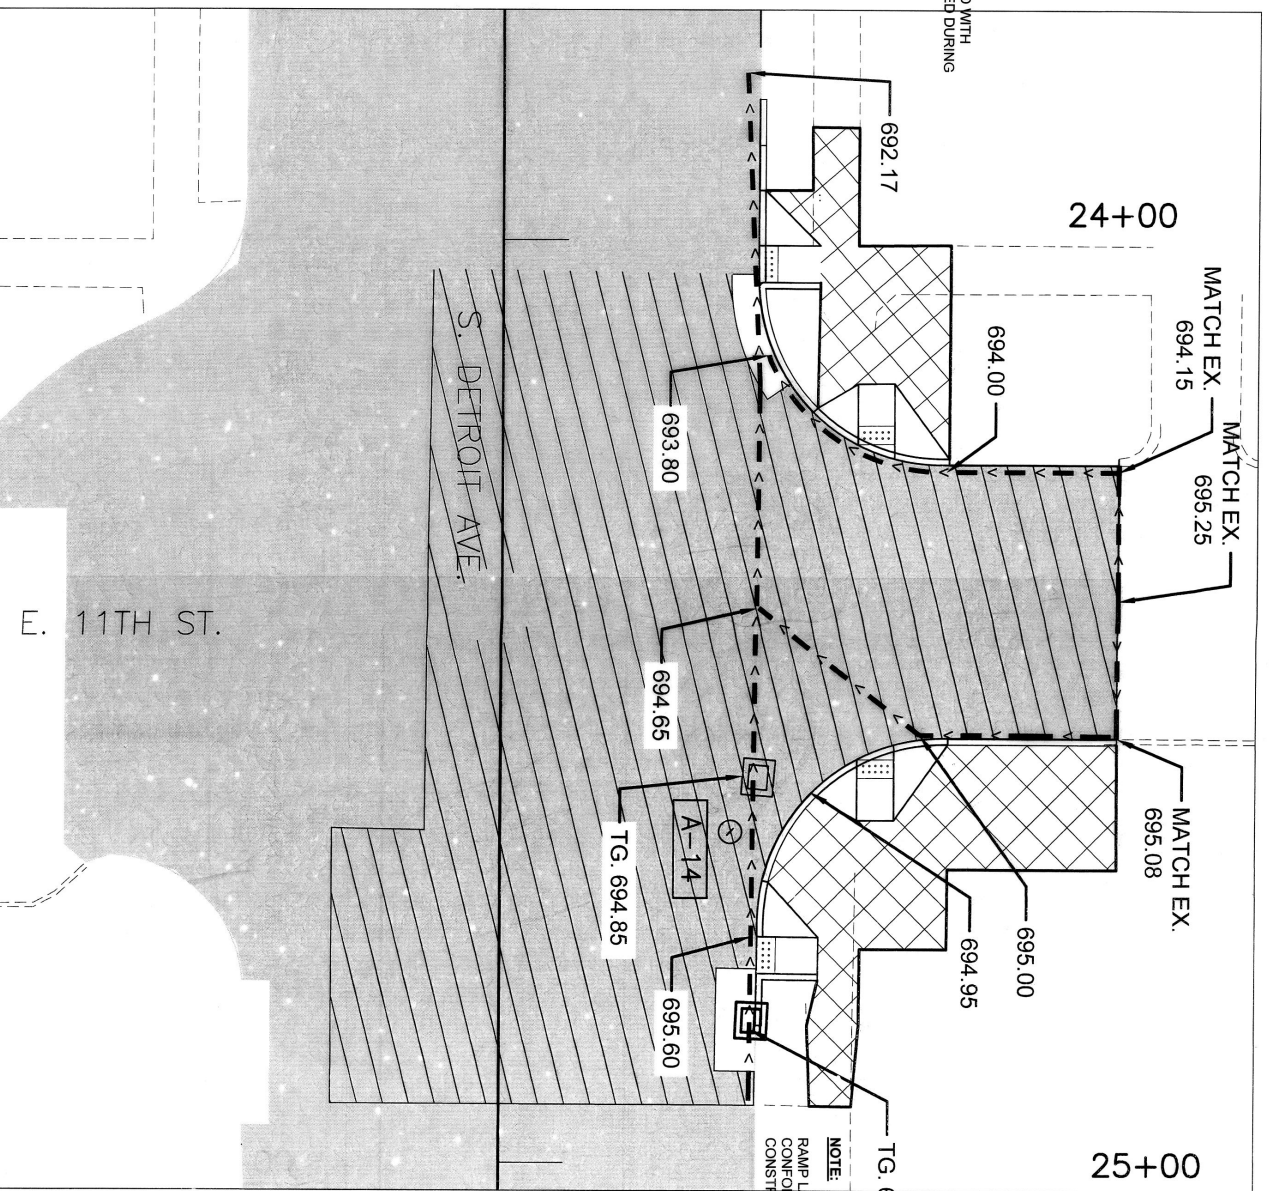 D WITH
ED DURING
692.17
24+00
MATCH EX.
694.15
MATCH EX.
695.25
694.00
693.80
S. DETROIT AVE.
E. 11TH ST.
694.65
TG. 694.85
A-14
695.60
694.95
695.00
MATCH EX.
695.08
TG. 6
NOTE:
RAMP L
CONFO
CONST
25+00